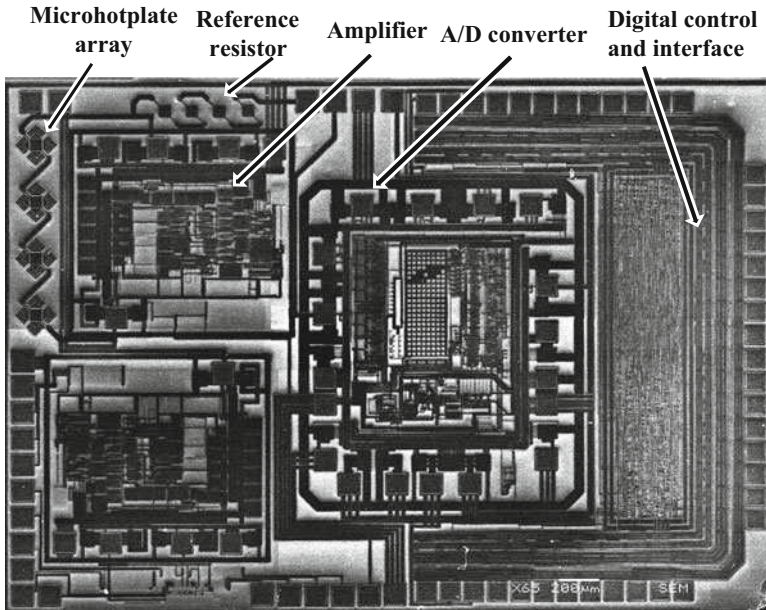 Microhotplate
array
Reference
resistor
Amplifier
A/D converter
Digital control
and interface
X65 200μm SEM